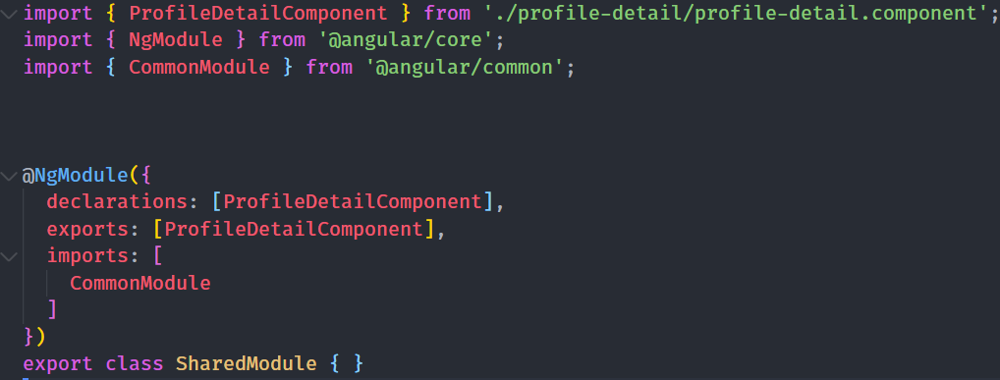 import { ProfileDetailComponent } from './profile-detail/profile-detail.component';
import { NgModule } from '@angular/core';
import { CommonModule } from '@angular/common';
@NgModule({
  declarations: [ProfileDetailComponent],
  exports: [ProfileDetailComponent],
  imports: [
    CommonModule
  ]
})
export class SharedModule { }